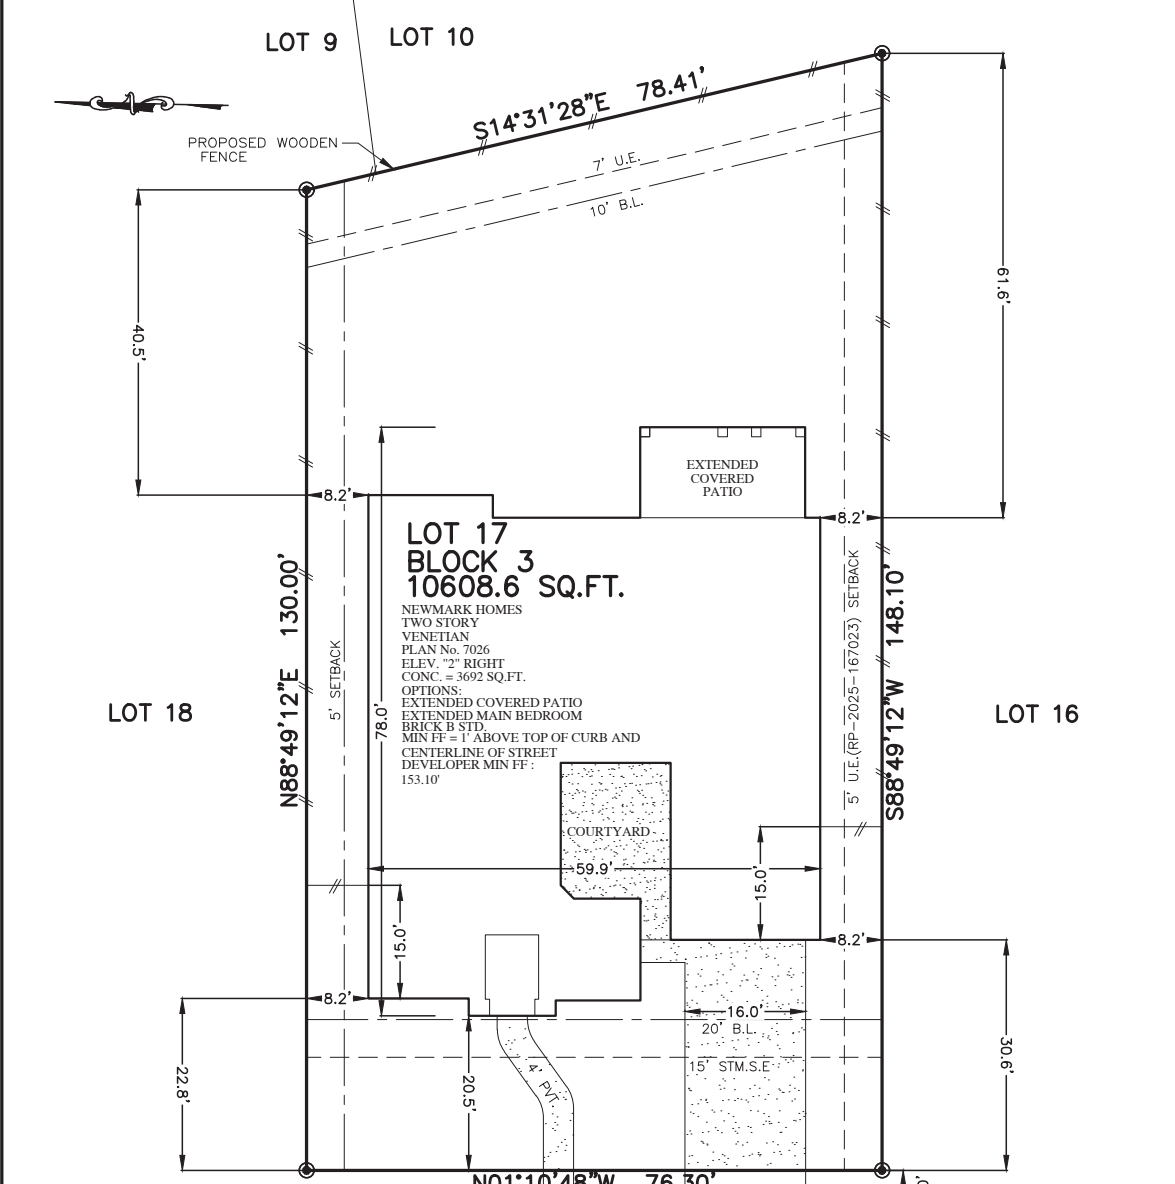 LOT 9
LOT 10
S14°31'28"E 78.41'
PROPOSED WOODEN
FENCE
7' U.E.
10' B.L.
40.5'
61.6'
EXTENDED
COVERED
PATIO
8.2'
8.2'
LOT 17
BLOCK 3
10608.6 SQ.FT.
NEWMARK HOMES
TWO STORY
VENETIAN
PLAN No. 7026
ELEV. "2" RIGHT
CONC. = 3692 SQ.FT.
OPTIONS:
EXTENDED COVERED PATIO
EXTENDED MAIN BEDROOM
BRICK B STD.
MIN FF = 1' ABOVE TOP OF CURB AND
CENTERLINE OF STREET
DEVELOPER MIN FF :
153.10'
N88°49'12"E 130.00'
5' SETBACK
78.0'
5' U.E.(RP-2025-167023) SETBACK
S88°49'12"W 148.10'
LOT 18
LOT 16
COURTYARD
59.9'
15.0'
15.0'
8.2'
8.2'
16.0'
20' B.L.
15' STM.S.E
4' PVT.
22.8'
20.5'
30.6'
N01°10'48"W 76.30'